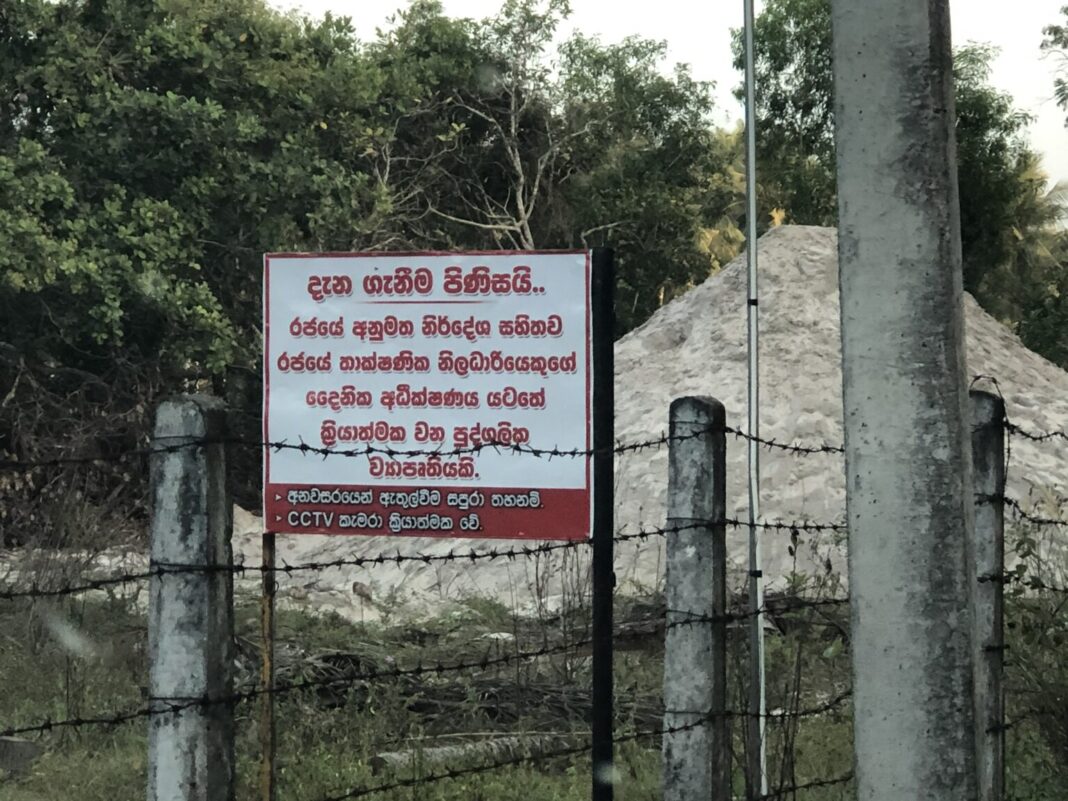 දැන ගැනීම පිණිසයි..
රජයේ අනුමත නිර්දේශ සහිතව
රජයේ තාක්ෂණික නිලධාරියෙකුගේ
දෛනික අධීක්ෂණය යටතේ
ක්‍රියාත්මක වන පුද්ගලික
ව්‍යාපෘතියකි.
▸ අනවසරයෙන් ඇතුල්වීම සපුරා තහනම්.
▸ CCTV කැමරා ක්‍රියාත්මක වේ.